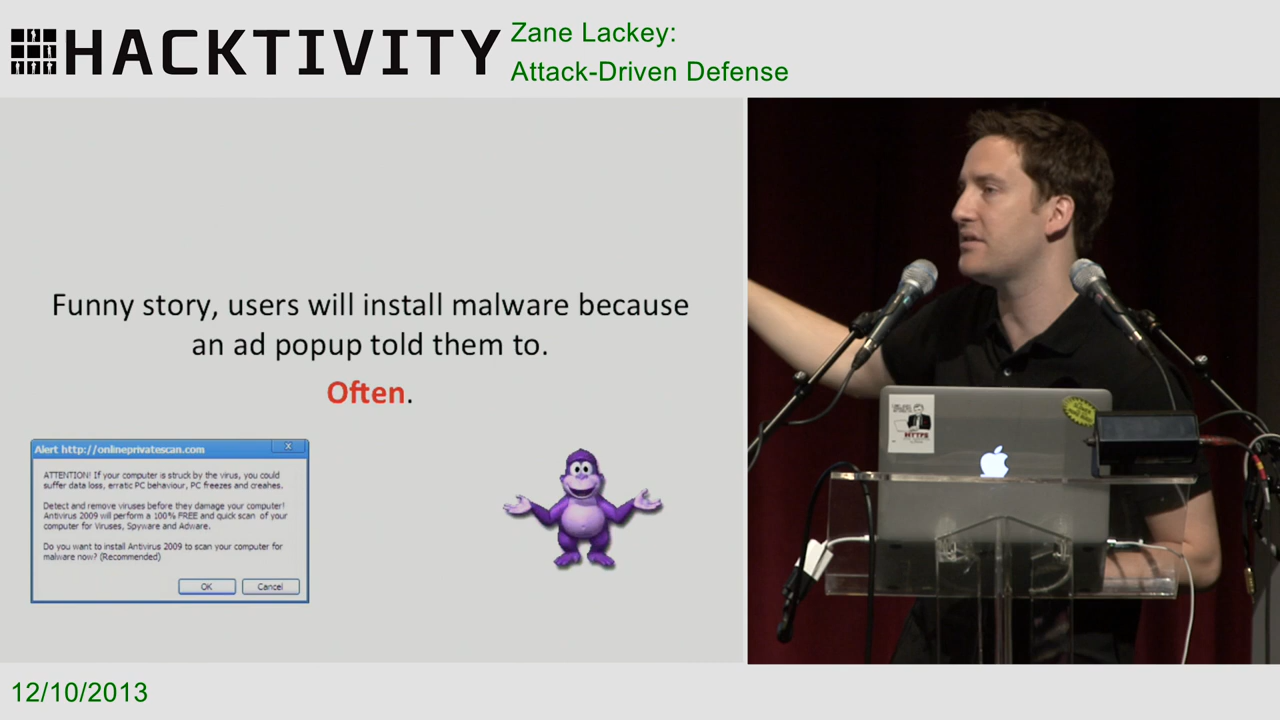 HACKTIVITY
Zane Lackey:
Attack-Driven Defense
Funny story, users will install malware because
an ad popup told them to.
Often.
Alert http://onlineprivatescan.com
ATTENTION! If your computer is struck by the virus, you could
suffer data loss, erratic PC behaviour, PC freezes and creahes.
Detect and remove viruses before they damage your computer!
Antivirus 2009 will perform a 100% FREE and quick scan of your
computer for Viruses, Spyware and Adware.
Do you want to install Antivirus 2009 to scan your computer for
malware now? (Recommended)
OK
Cancel
HTTPS
12/10/2013